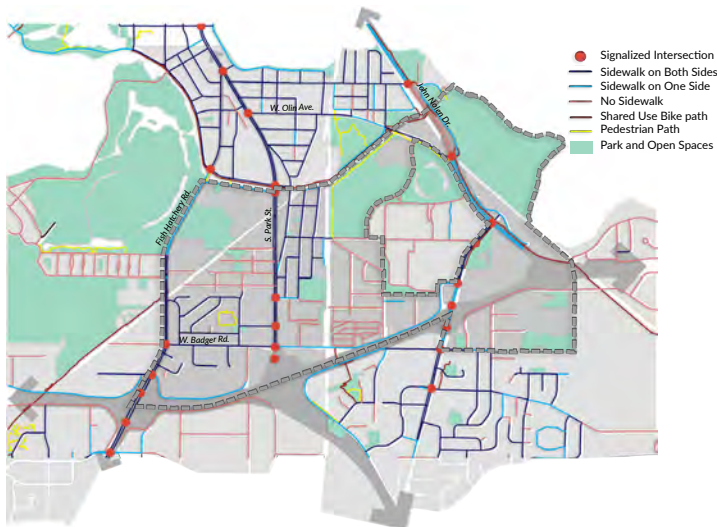 Signalized Intersection
Sidewalk on Both Sides
Sidewalk on One Side
No Sidewalk
Shared Use Bike path
Pedestrian Path
Park and Open Spaces
John Nolan Dr.
W. Olin Ave.
Fish Hatchery Rd.
S. Park St.
W. Badger Rd.